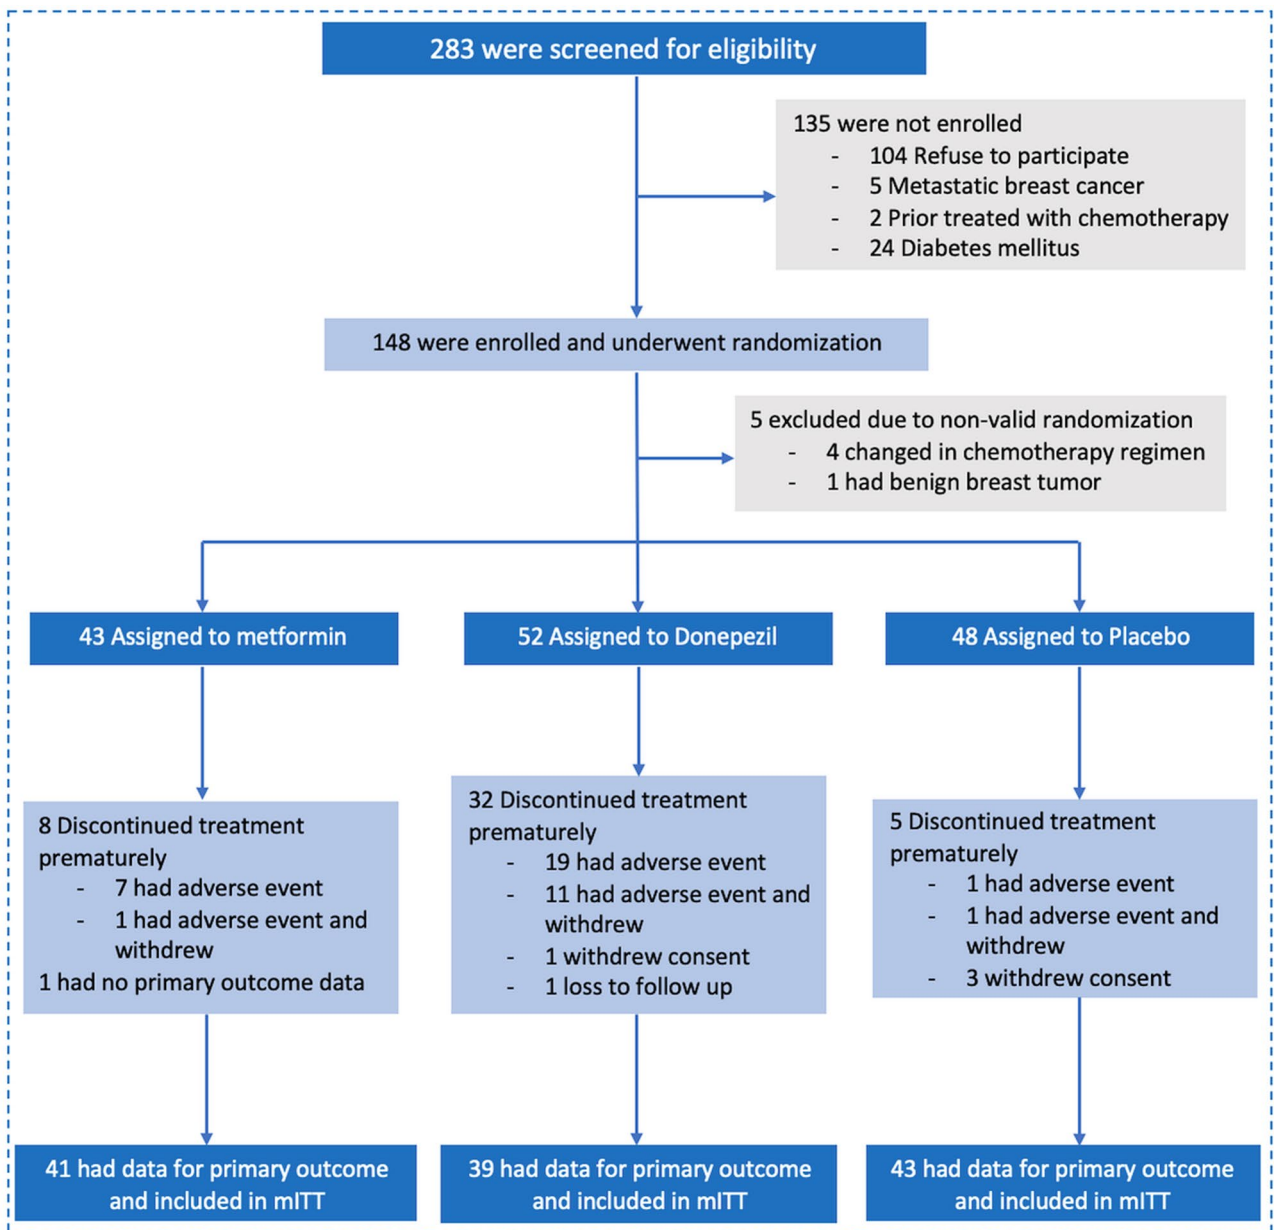 283 were screened for eligibility
135 were not enrolled
- 104 Refuse to participate
- 5 Metastatic breast cancer
- 2 Prior treated with chemotherapy
- 24 Diabetes mellitus
148 were enrolled and underwent randomization
5 excluded due to non-valid randomization
- 4 changed in chemotherapy regimen
- 1 had benign breast tumor
43 Assigned to metformin
52 Assigned to Donepezil
48 Assigned to Placebo
8 Discontinued treatment
prematurely
- 7 had adverse event
- 1 had adverse event and
withdrew
1 had no primary outcome data
32 Discontinued treatment
prematurely
- 19 had adverse event
- 11 had adverse event and
withdrew
- 1 withdrew consent
- 1 loss to follow up
5 Discontinued treatment
prematurely
- 1 had adverse event
- 1 had adverse event and
withdrew
- 3 withdrew consent
41 had data for primary outcome
and included in mITT
39 had data for primary outcome
and included in mITT
43 had data for primary outcome
and included in mITT